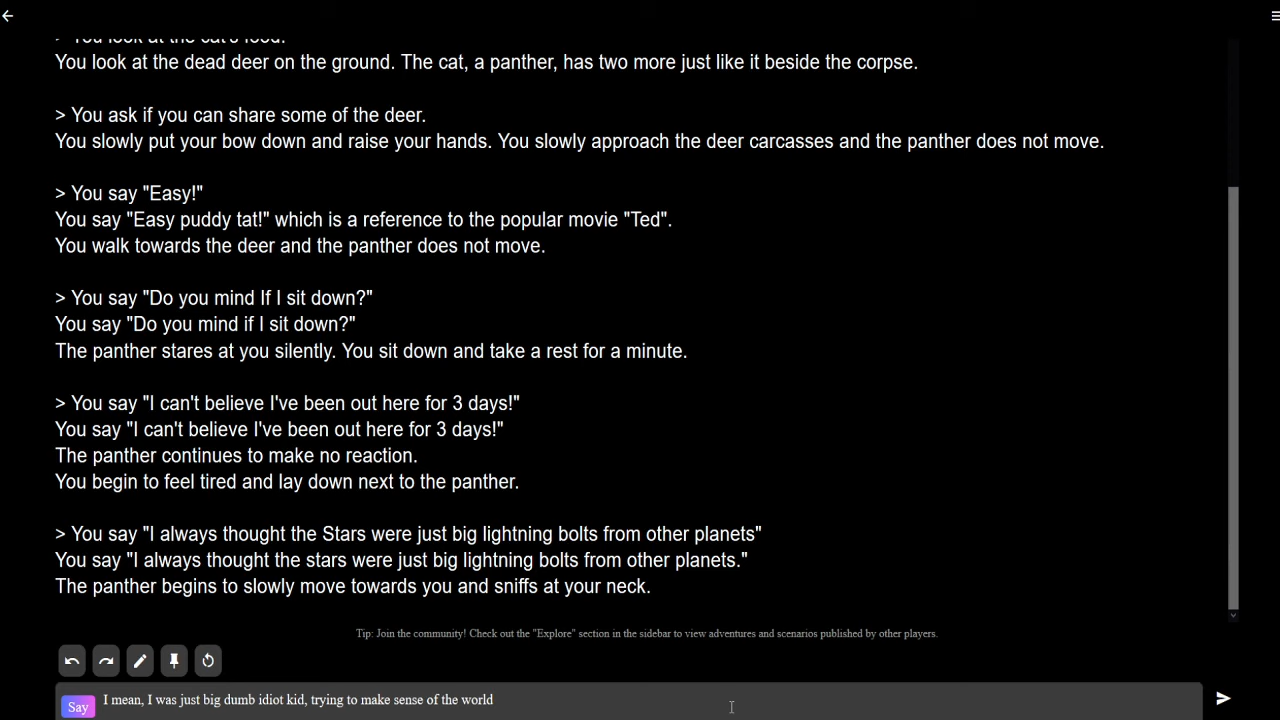 > You look at the cat's food.
You look at the dead deer on the ground. The cat, a panther, has two more just like it beside the corpse.
> You ask if you can share some of the deer.
You slowly put your bow down and raise your hands. You slowly approach the deer carcasses and the panther does not move.
> You say "Easy!"
You say "Easy puddy tat!" which is a reference to the popular movie "Ted".
You walk towards the deer and the panther does not move.
> You say "Do you mind If I sit down?"
You say "Do you mind if I sit down?"
The panther stares at you silently. You sit down and take a rest for a minute.
> You say "I can't believe I've been out here for 3 days!"
You say "I can't believe I've been out here for 3 days!"
The panther continues to make no reaction.
You begin to feel tired and lay down next to the panther.
> You say "I always thought the Stars were just big lightning bolts from other planets"
You say "I always thought the stars were just big lightning bolts from other planets."
The panther begins to slowly move towards you and sniffs at your neck.
Tip: Join the community! Check out the "Explore" section in the sidebar to view adventures and scenarios published by other players.
Say I mean, I was just big dumb idiot kid, trying to make sense of the world